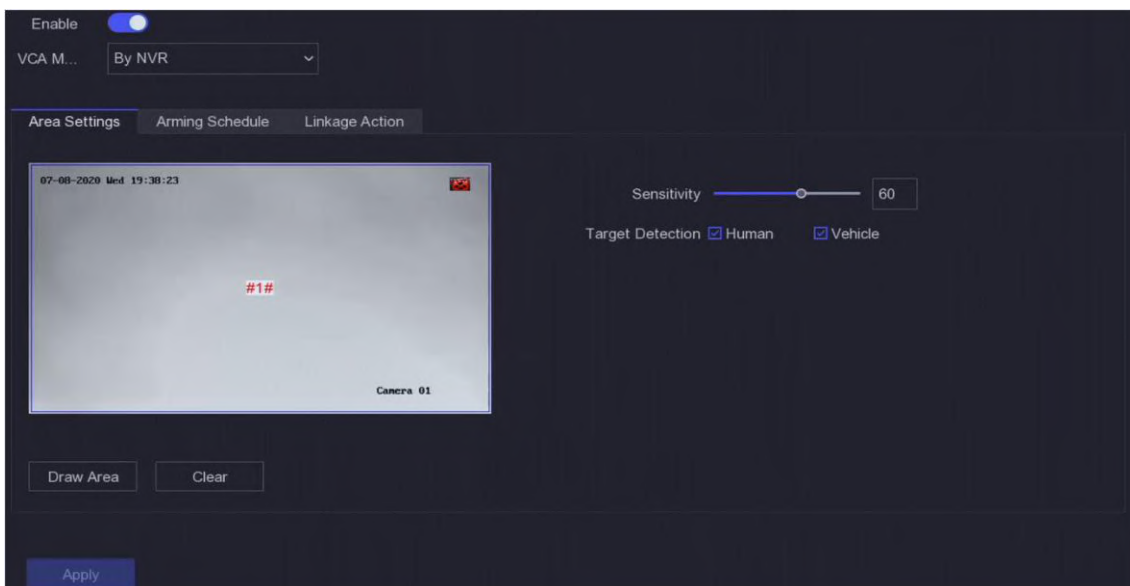 Enable
VCA M... By NVR
Area Settings Arming Schedule Linkage Action
07-08-2020 Wed 19:38:23
Sensitivity 60
Target Detection Human Vehicle
#1#
Camera 01
Draw Area Clear
Apply